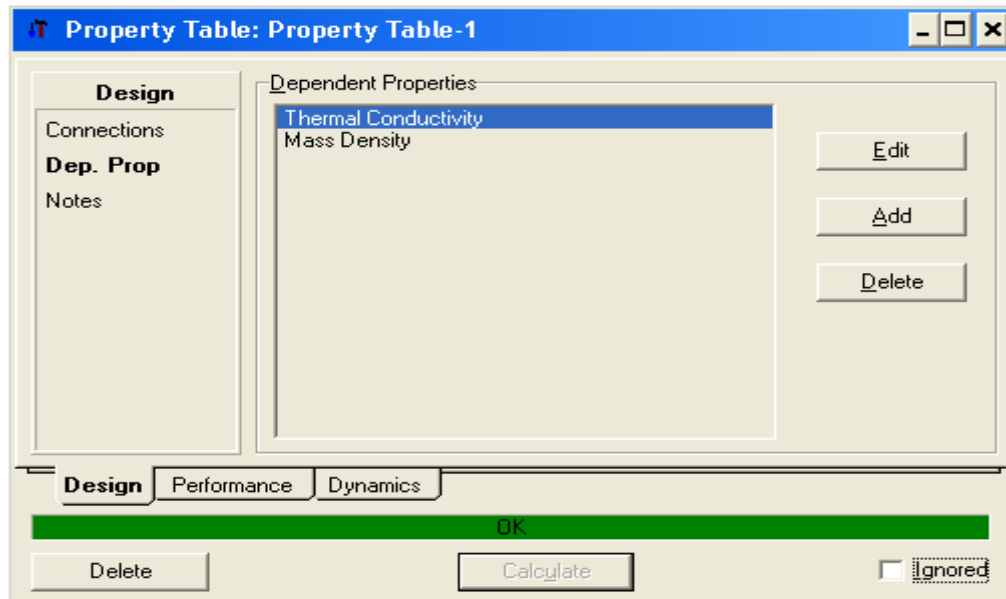 Property Table: Property Table-1
Design
Connections
Dep. Prop
Notes
Dependent Properties
Thermal Conductivity
Mass Density
Edit
Add
Delete
Design Performance Dynamics
OK
Delete Calculate Ignored